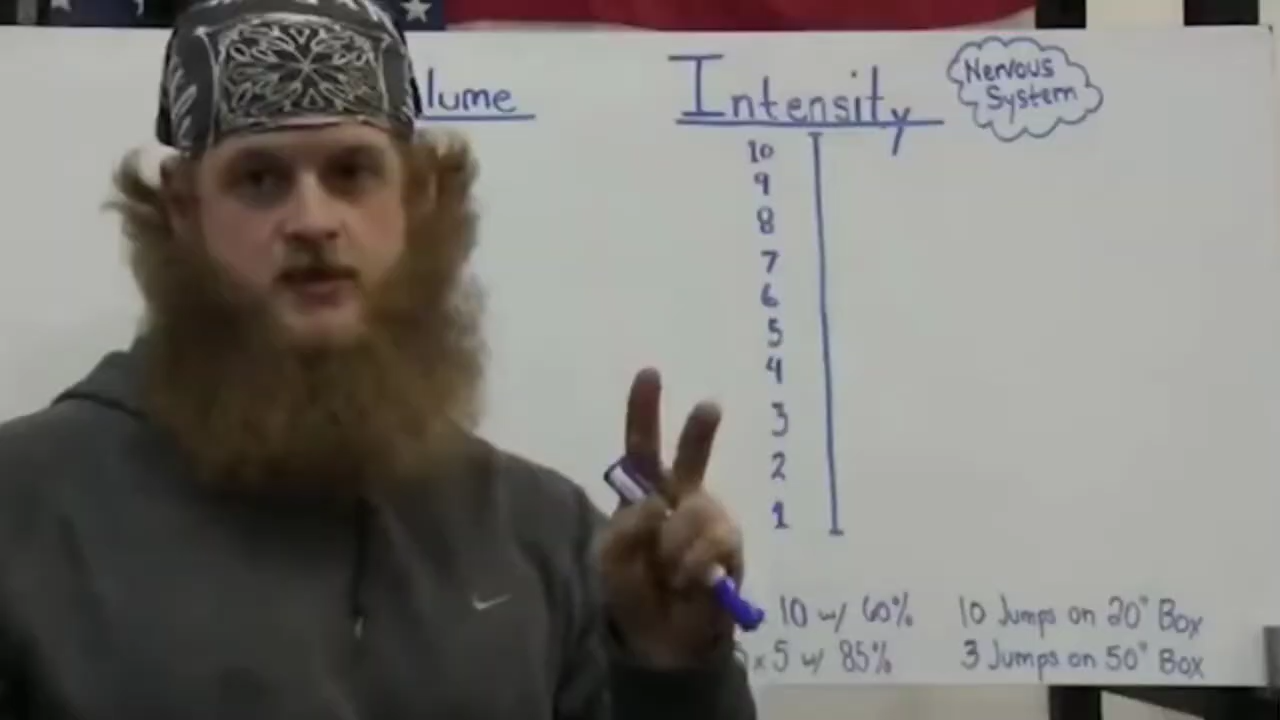 lume
Intensity
Nervous
System
10
9
8
7
6
5
4
3
2
1
10 w/ 60% 10 Jumps on 20" Box
x 5 w/ 85% 3 Jumps on 50" Box